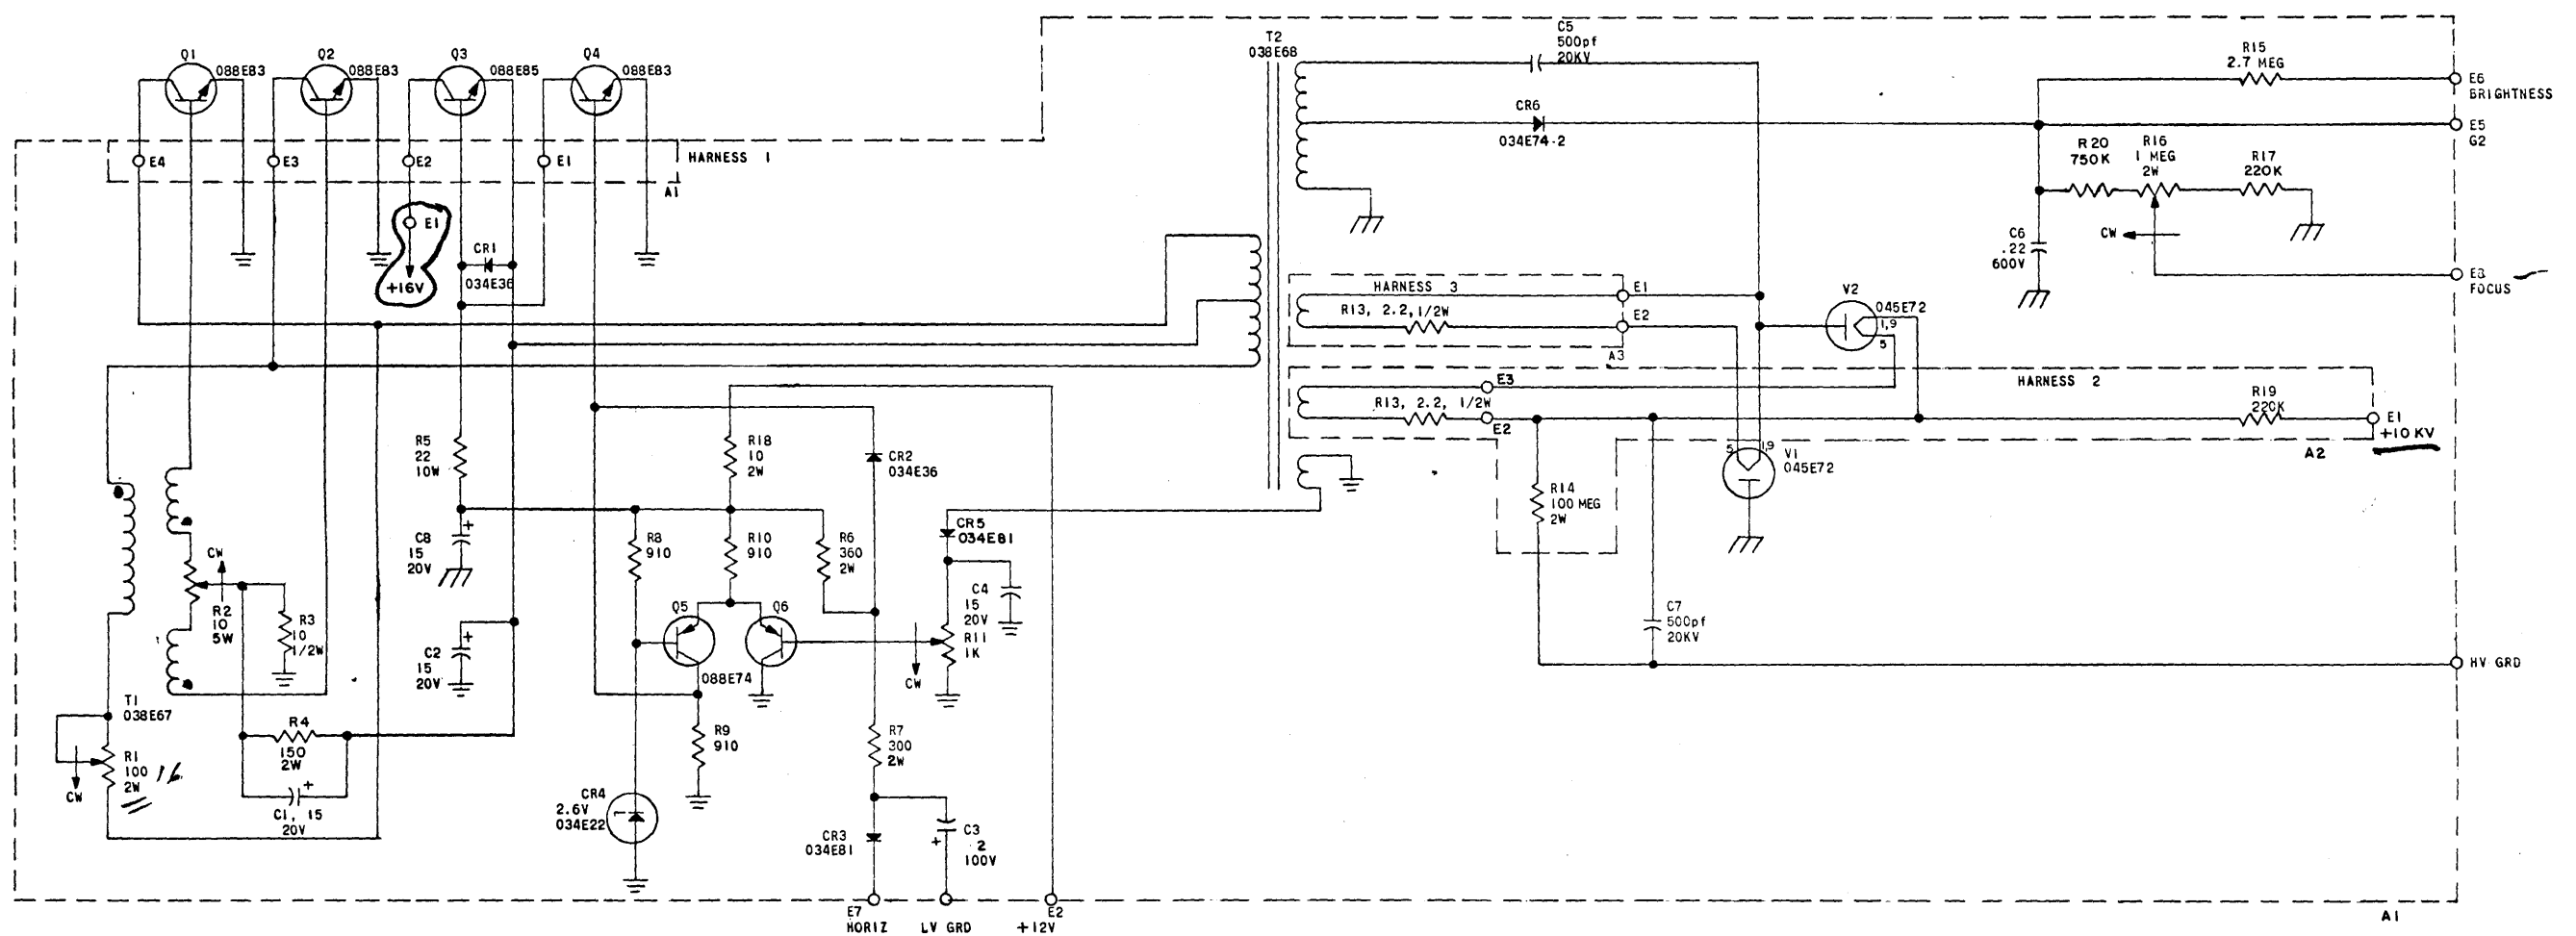 Q1
088E83
Q2
088E83
Q3
088E85
Q4
088E83
T2
038E68
C5
500pf
20KV
R15
2.7 MEG
E6
BRIGHTNESS
CR6
034E74-2
E5
G2
E4
E3
E2
E1
HARNESS 1
A1
R20
750K
R16
1 MEG
2W
R17
220K
E1
+16V
CR1
034E36
CW
C6
.22
600V
E8
FOCUS
HARNESS 3
E1
R13, 2.2, 1/2W
E2
A3
V2
045E72
1,9
5
HARNESS 2
E3
R13, 2.2, 1/2W
E2
R19
220K
E1
+10KV
A2
5
1,9
V1
045E72
R5
22
10W
R18
10
2W
CR2
034E36
R14
100 MEG
2W
C8
15
20V
R8
910
R10
910
R6
360
2W
CR5
034E81
CW
R2
10
5W
R3
10
1/2W
C4
15
20V
Q5
Q6
088E74
R11
1K
CW
C2
15
20V
C7
500pf
20KV
HV GRD
T1
038E67
R4
150
2W
R1
100
2W
CW
C1, 15
20V
R9
910
R7
300
2W
CR4
2.6V
034E22
CR3
034E81
C3
2
100V
E7
HORIZ
LV GRD
E2
+12V
A1